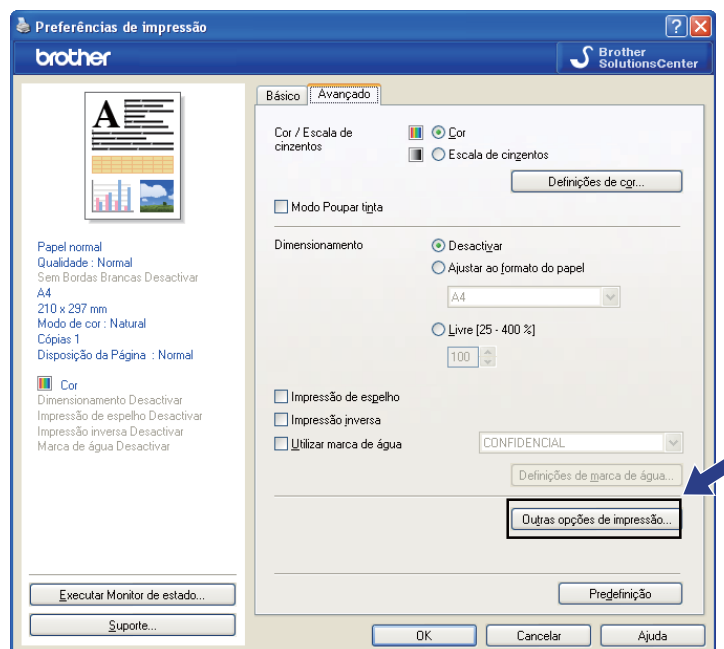 Preferências de impressão
brother
Brother
SolutionsCenter
Básico
Avançado
A
Cor / Escala de
cinzentos
Cor
Escala de cinzentos
Definições de cor...
Modo Poupar tinta
Papel normal
Qualidade : Normal
Sem Bordas Brancas Desactivar
A4
210 x 297 mm
Modo de cor : Natural
Cópias 1
Disposição da Página : Normal
Cor
Dimensionamento Desactivar
Impressão de espelho Desactivar
Impressão inversa Desactivar
Marca de água Desactivar
Dimensionamento
Desactivar
Ajustar ao formato do papel
A4
Livre [25 - 400 %]
100
Impressão de espelho
Impressão inversa
Utilizar marca de água
CONFIDENCIAL
Definições de marca de água...
Outras opções de impressão...
Executar Monitor de estado...
Predefinição
Suporte...
OK
Cancelar
Ajuda